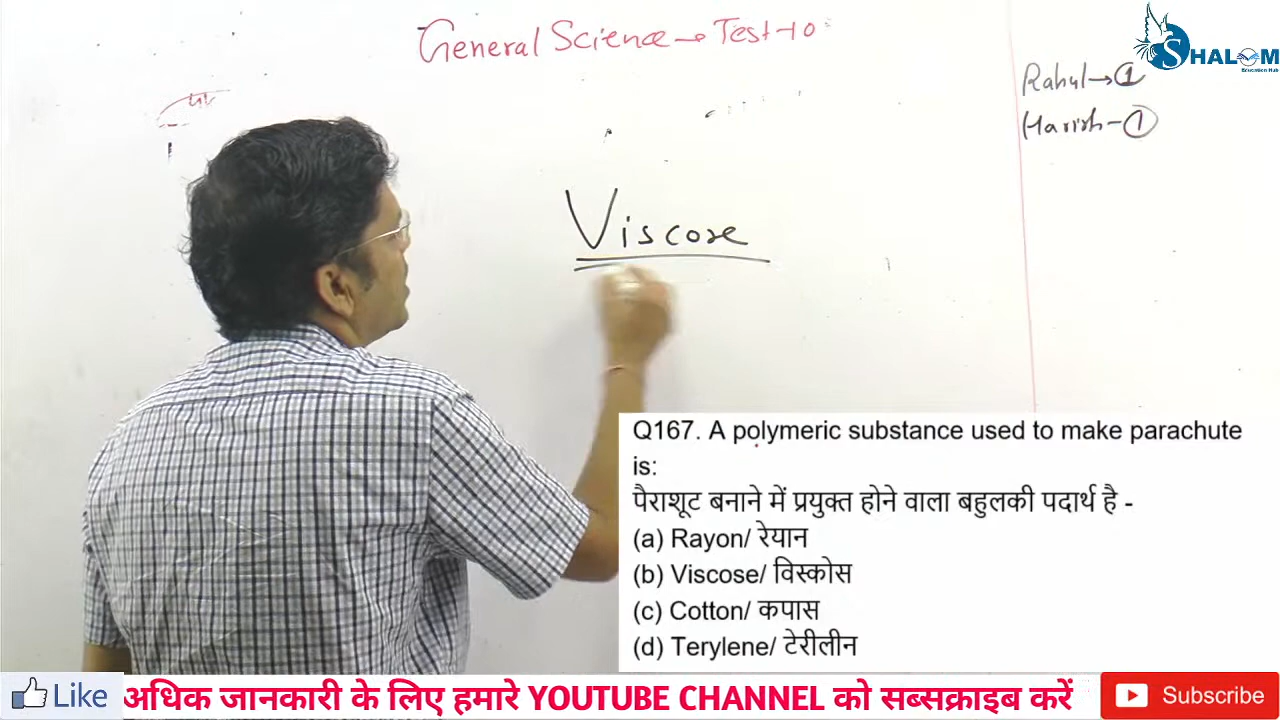 General Science → Test-10
SHALOM
Education Hub
Rahul → 1
Harish - 1
Viscose
Q167. A polymeric substance used to make parachute
is:
पैराशूट बनाने में प्रयुक्त होने वाला बहुलकी पदार्थ है -
(a) Rayon/ रेयान
(b) Viscose/ विस्कोस
(c) Cotton/ कपास
(d) Terylene/ टेरीलीन
Like अधिक जानकारी के लिए हमारे YOUTUBE CHANNEL को सब्सक्राइब करें Subscribe